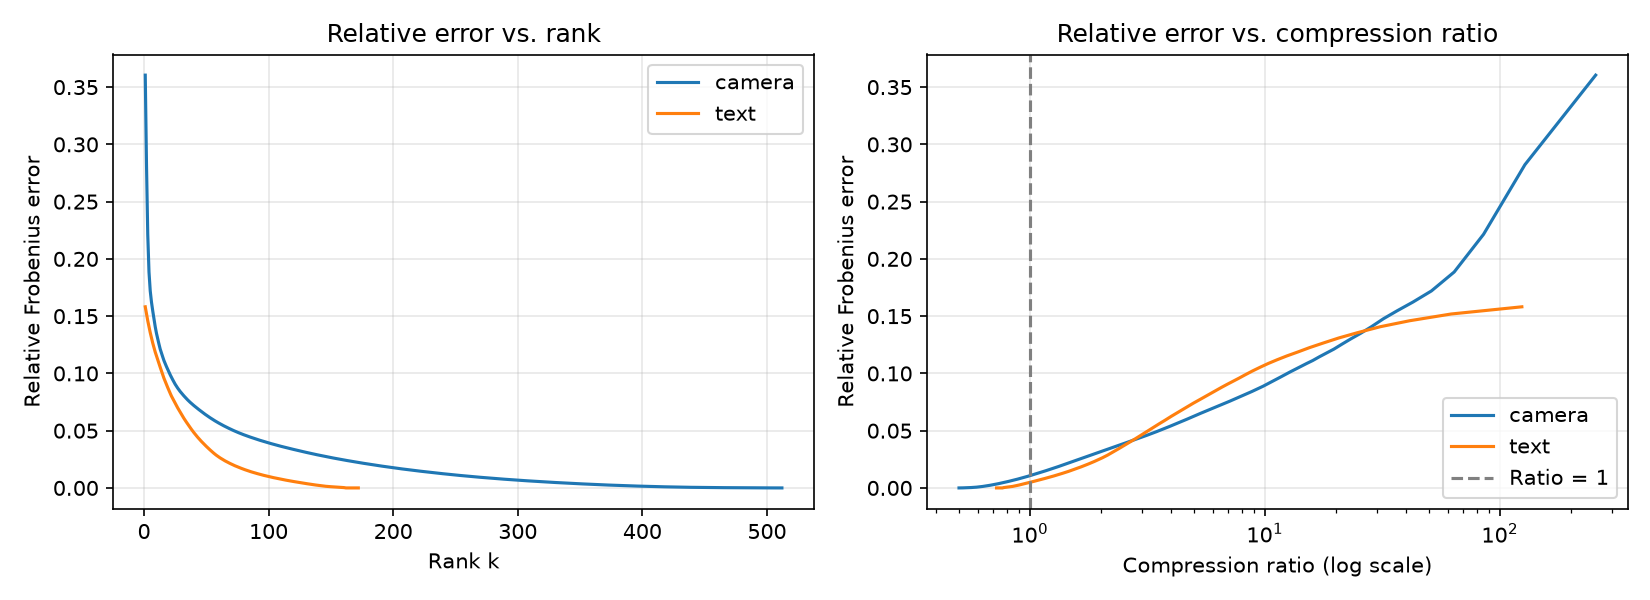 Relative error vs. rank
Relative Frobenius error
0.35
0.30
0.25
0.20
0.15
0.10
0.05
0.00
camera
text
0 100 200 300 400 500
Rank k
Relative error vs. compression ratio
Relative Frobenius error
0.35
0.30
0.25
0.20
0.15
0.10
0.05
0.00
camera
text
Ratio = 1
10⁰ 10¹ 10²
Compression ratio (log scale)